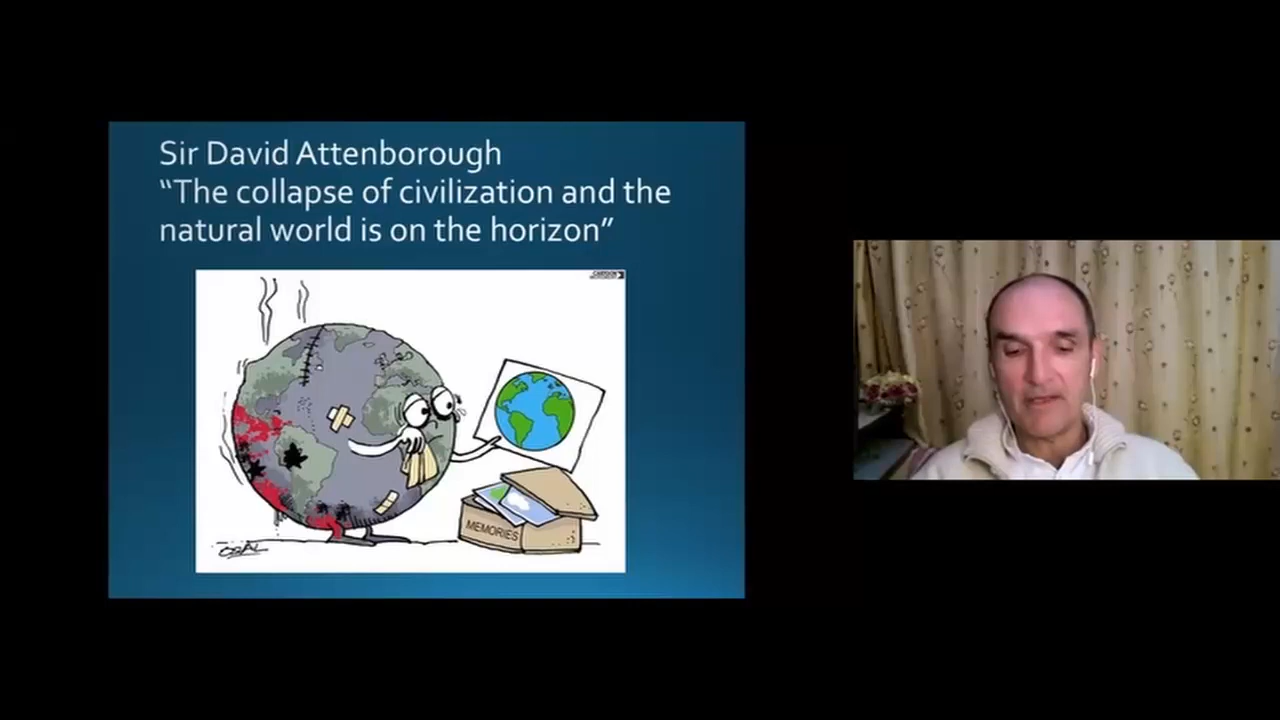 Sir David Attenborough
“The collapse of civilization and the
natural world is on the horizon”
MEMORIES